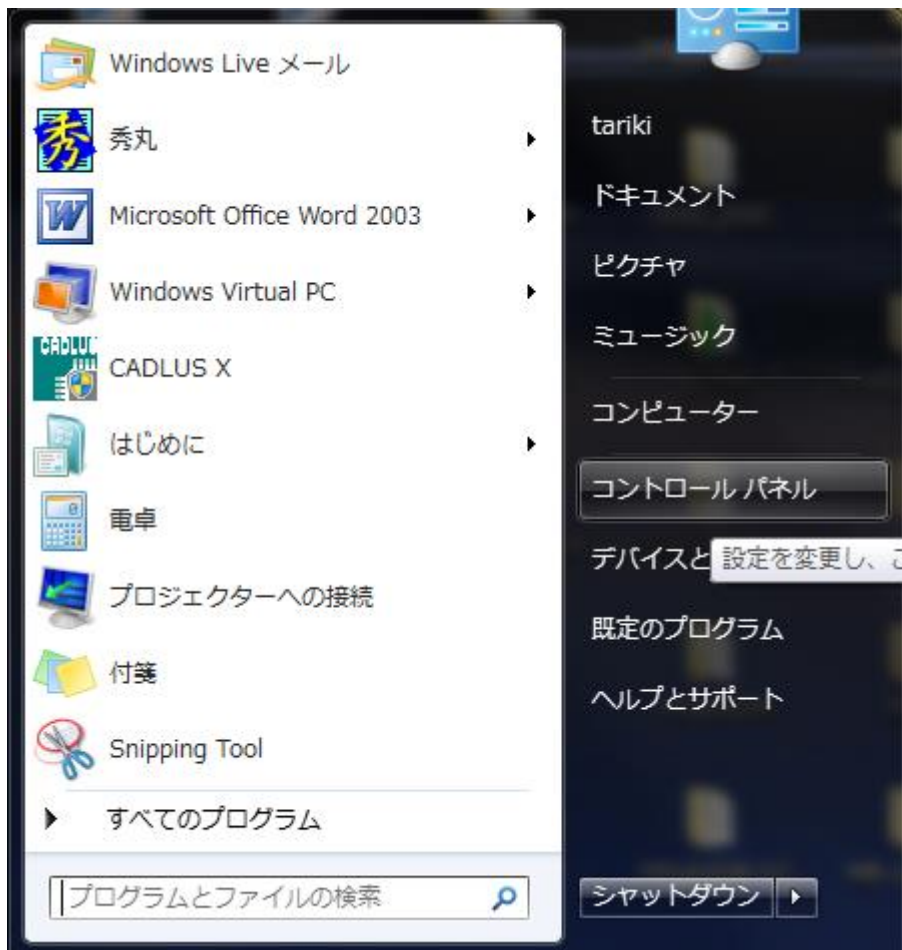 Windows Live メール
秀丸
Microsoft Office Word 2003
Windows Virtual PC
CADLUS X
はじめに
電卓
プロジェクターへの接続
付箋
Snipping Tool
すべてのプログラム
プログラムとファイルの検索
tariki
ドキュメント
ピクチャ
ミュージック
コンピューター
コントロール パネル
デバイスと
設定を変更し、こ
既定のプログラム
ヘルプとサポート
シャットダウン